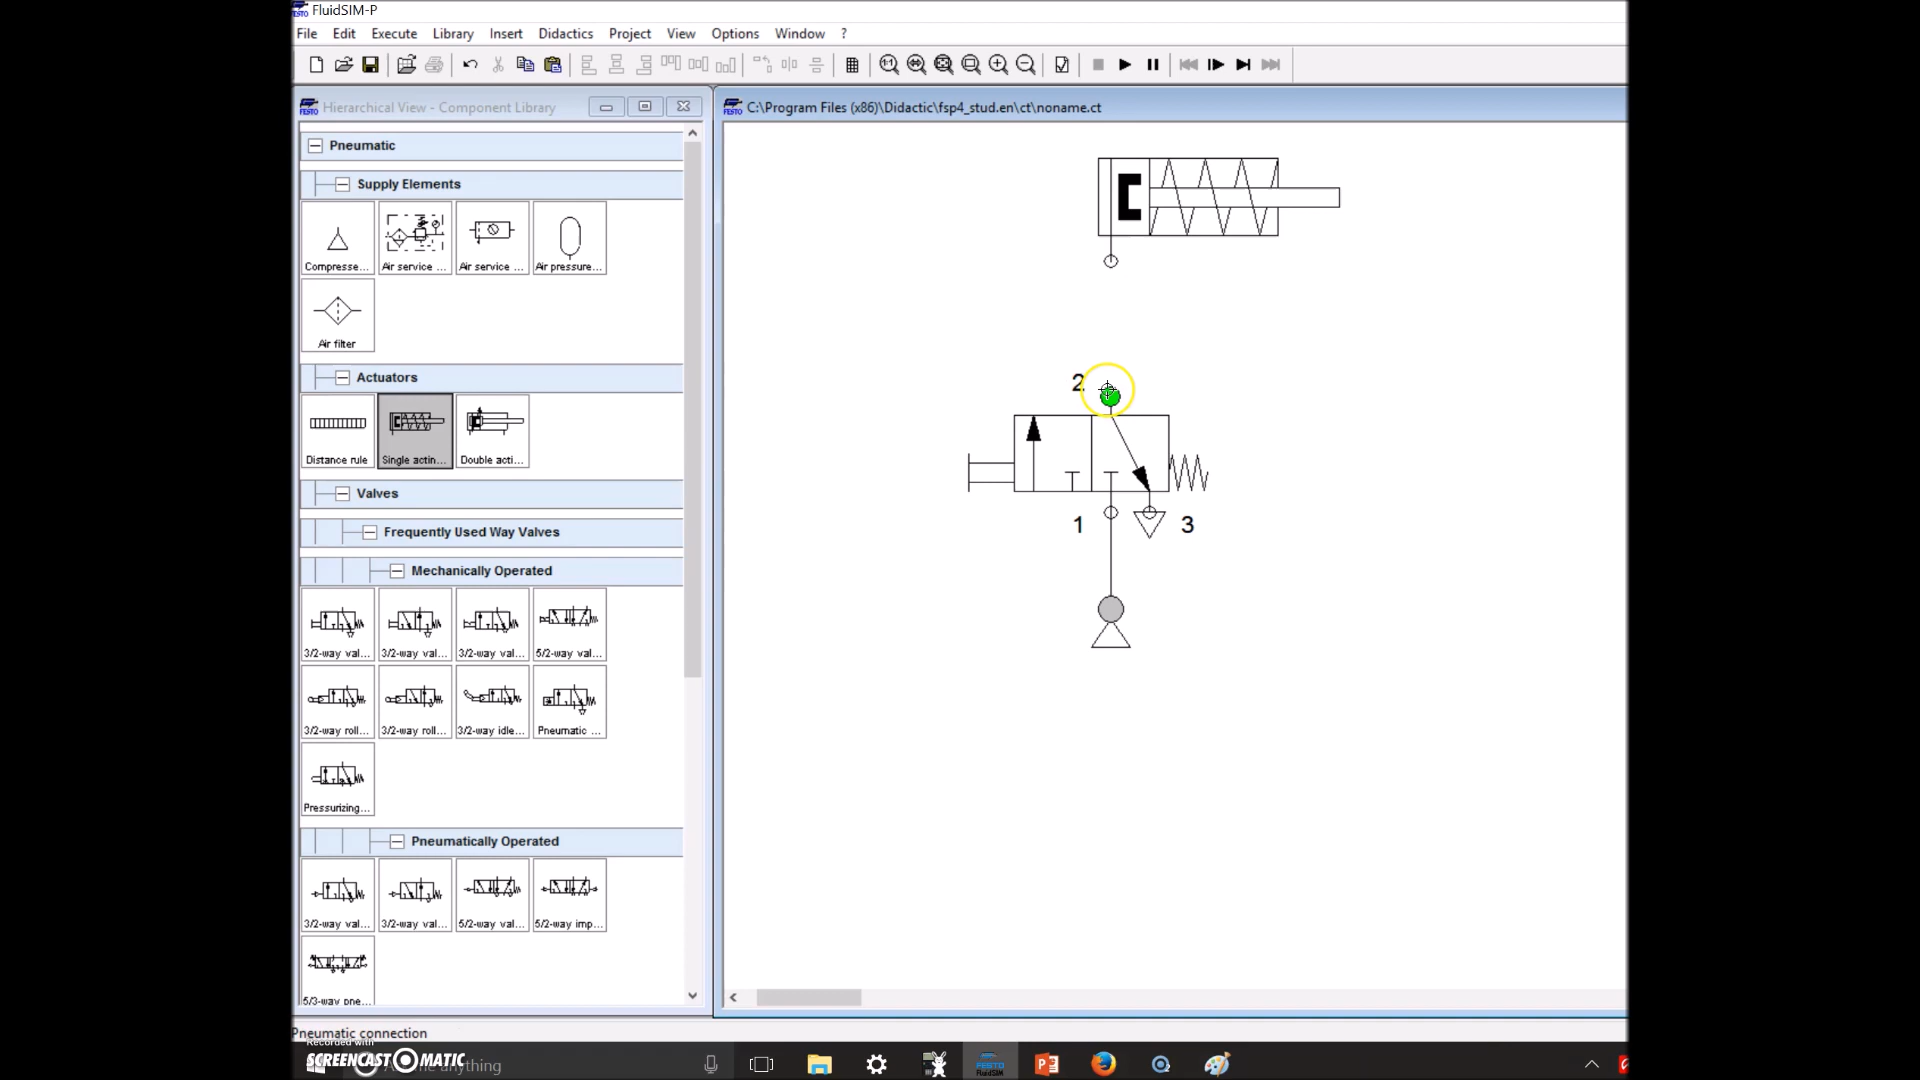 FluidSIM-P
File Edit Execute Library Insert Didactics Project View Options Window ?
Hierarchical View - Component Library
C:\Program Files (x86)\Didactic\fsp4_stud.en\ct\noname.ct
Pneumatic
Supply Elements
Compresse... Air service ... Air service ... Air pressure...
Air filter
Actuators
Distance rule Single actin... Double acti...
Valves
Frequently Used Way Valves
Mechanically Operated
3/2-way val... 3/2-way val... 3/2-way val... 5/2-way val...
3/2-way roll... 3/2-way roll... 3/2-way idle... Pneumatic ...
Pressurizing...
Pneumatically Operated
3/2-way val... 3/2-way val... 5/2-way val... 5/2-way imp...
5/3-way pne...
2
1
3
Pneumatic connection
Recorded with
SCREENCAST-O-MATIC
anything
FESTO
FluidSIM